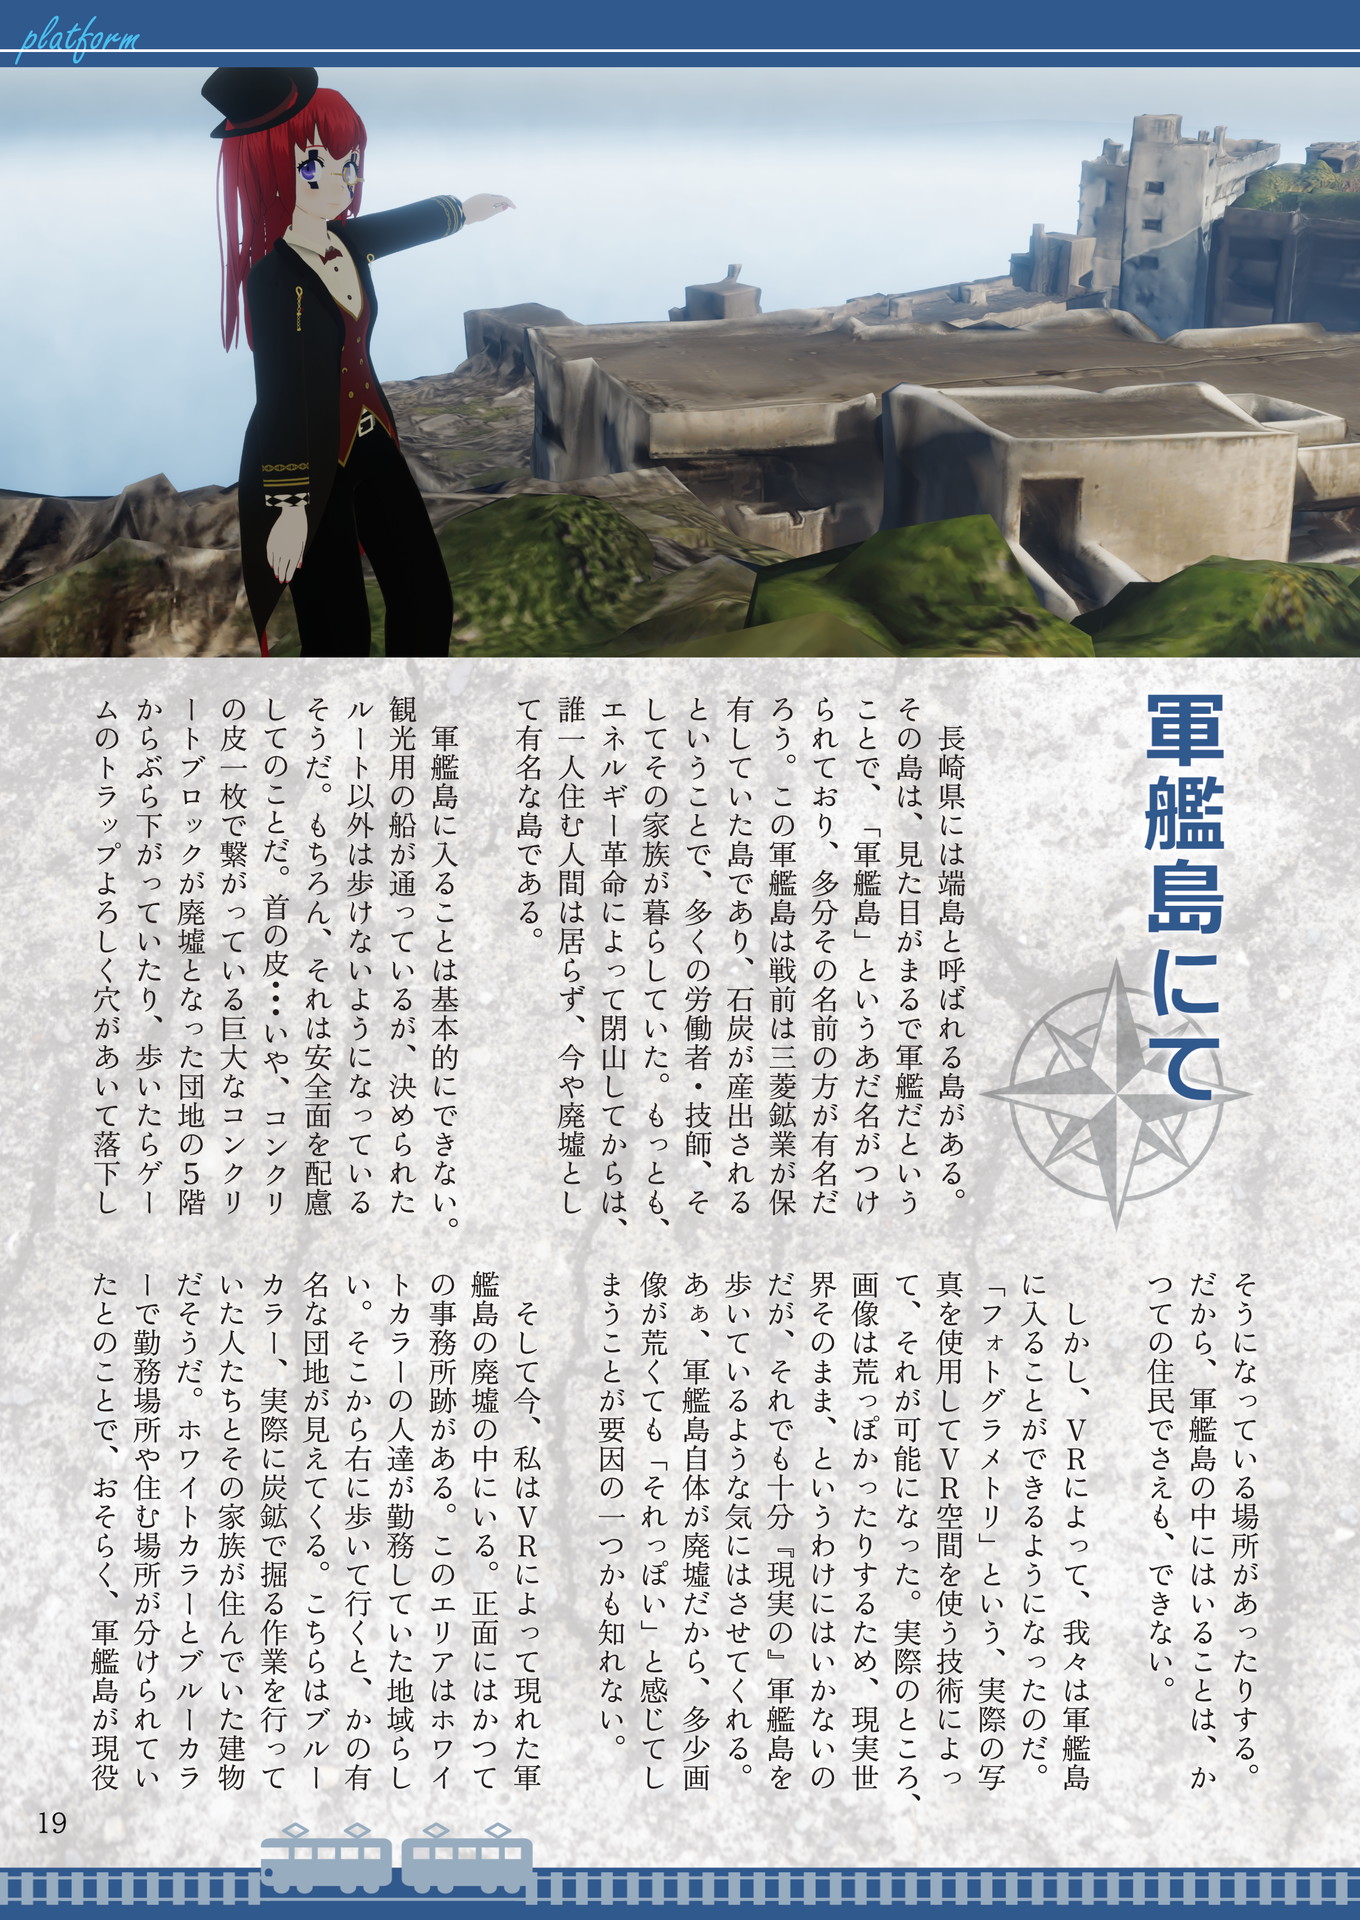 platform
軍艦島にて
　長崎県には端島と呼ばれる島がある。
その島は、見た目がまるで軍艦だという
ことで、「軍艦島」というあだ名がつけ
られており、多分その名前の方が有名だ
ろう。この軍艦島は戦前は三菱鉱業が保
有していた島であり、石炭が産出される
ということで、多くの労働者・技師、そ
してその家族が暮らしていた。もっとも、
エネルギー革命によって閉山してからは、
誰一人住む人間は居らず、今や廃墟とし
て有名な島である。
　軍艦島に入ることは基本的にできない。
観光用の船が通っているが、決められた
ルート以外は歩けないようになっている
そうだ。もちろん、それは安全面を配慮
してのことだ。首の皮・・・いや、コンクリ
の皮一枚で繋がっている巨大なコンクリ
ートブロックが廃墟となった団地の5階
からぶら下がっていたり、歩いたらゲー
ムのトラップよろしく穴があいて落下し
そうになっている場所があったりする。
だから、軍艦島の中にはいることは、か
つての住民でさえも、できない。
　しかし、VRによって、我々は軍艦島
に入ることができるようになったのだ。
「フォトグラメトリ」という、実際の写
真を使用してVR空間を使う技術によっ
て、それが可能になった。実際のところ、
画像は荒っぽかったりするため、現実世
界そのまま、というわけにはいかないの
だが、それでも十分『現実の』軍艦島を
歩いているような気にはさせてくれる。
あぁ、軍艦島自体が廃墟だから、多少画
像が荒くても「それっぽい」と感じてし
まうことが要因の一つかも知れない。
　そして今、私はVRによって現れた軍
艦島の廃墟の中にいる。正面にはかつて
の事務所跡がある。このエリアはホワイ
トカラーの人達が勤務していた地域らし
い。そこから右に歩いて行くと、かの有
名な団地が見えてくる。こちらはブルー
カラー、実際に炭鉱で掘る作業を行って
いた人たちとその家族が住んでいた建物
だそうだ。ホワイトカラーとブルーカラ
ーで勤務場所や住む場所が分けられてい
たとのことで、おそらく、軍艦島が現役
19